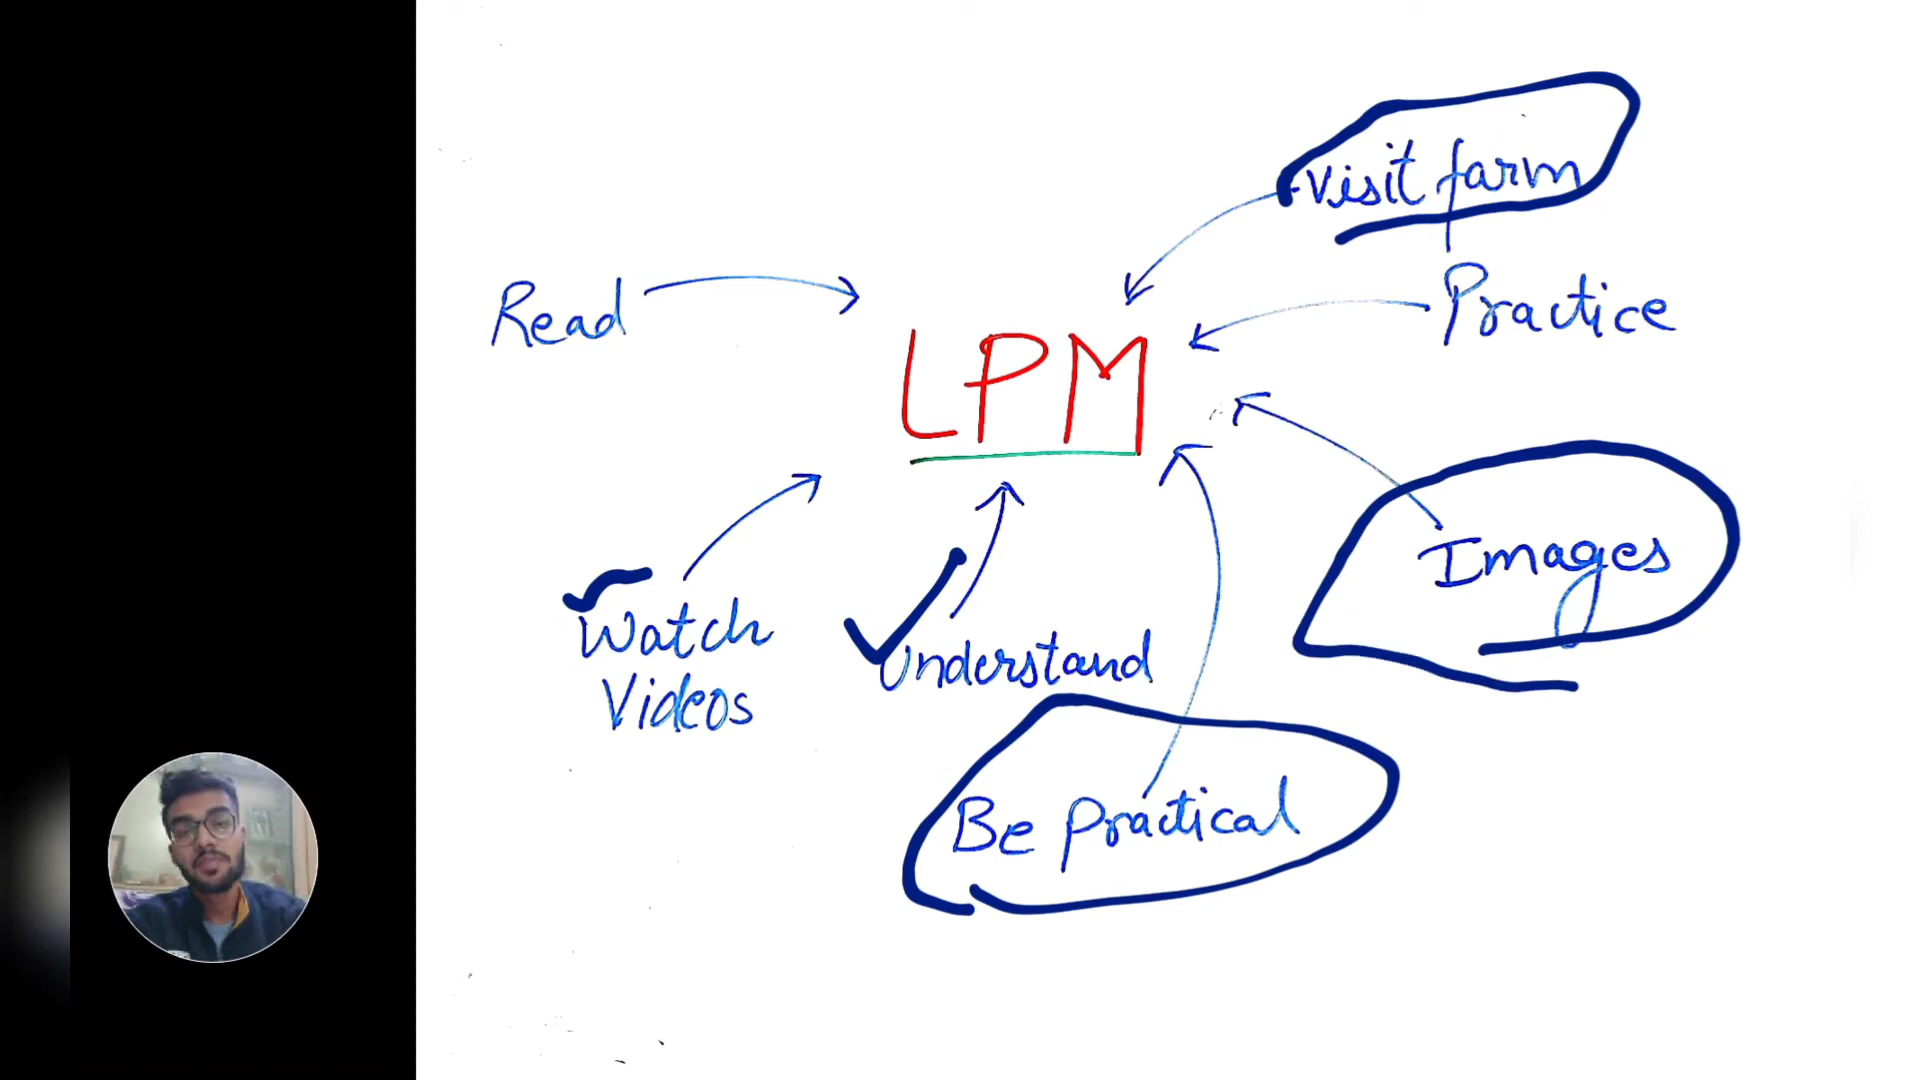 Visit farm
Read
Practice
LPM
Images
Watch
Videos
Understand
Be Practical